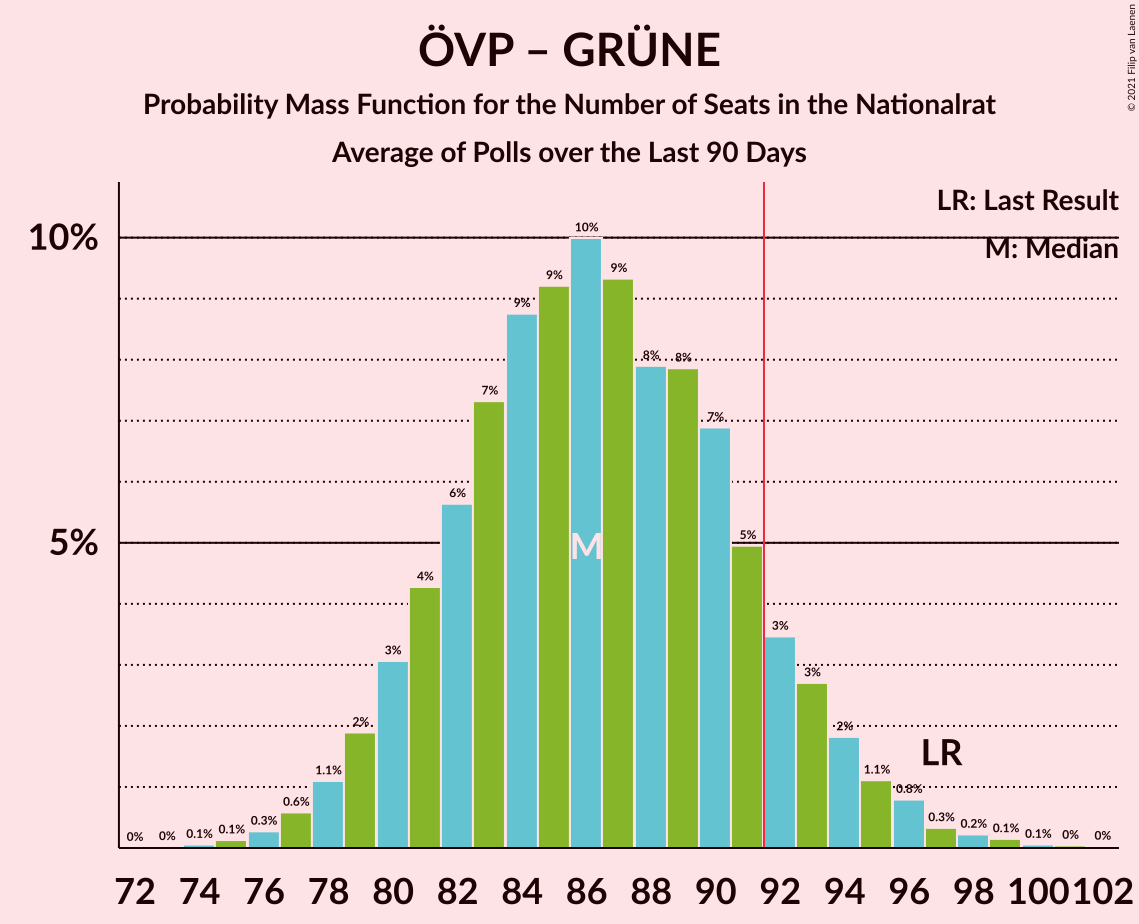 ÖVP – GRÜNE
Probability Mass Function for the Number of Seats in the Nationalrat
Average of Polls over the Last 90 Days
© 2021 Filip van Laenen
LR: Last Result
M: Median
10%
5%
0% 0% 0.1% 0.1% 0.3% 0.6% 1.1% 2% 3% 4% 6% 7% 9% 9% 10% 9% 8% 8% 7% 5% 3% 3% 2% 1.1% 0.8% 0.3% 0.2% 0.1% 0.1% 0% 0%
M
LR
72 74 76 78 80 82 84 86 88 90 92 94 96 98 100 102